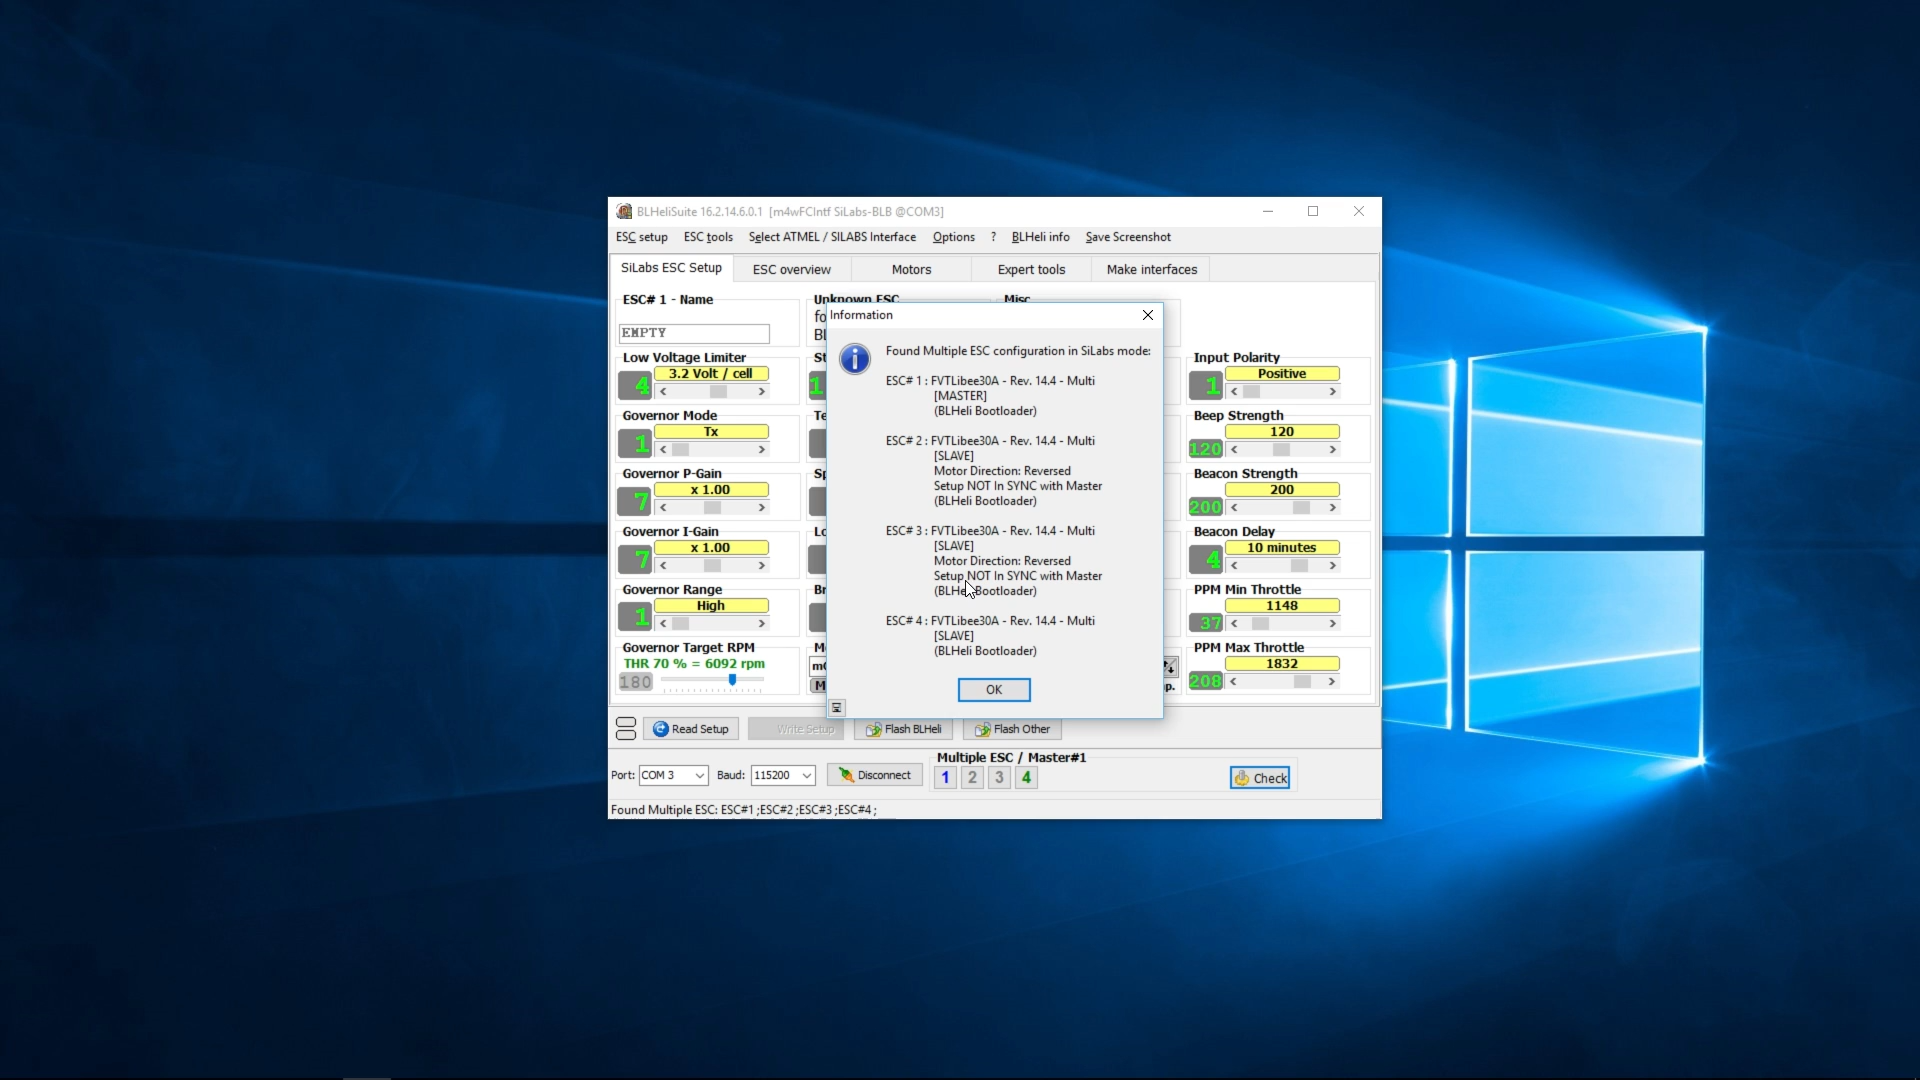 BLHeliSuite 16.2.14.6.0.1 [m4wFCIntf SiLabs-BLB @COM3]
ESC setup ESC tools Select ATMEL / SILABS Interface Options ? BLHeli info Save Screenshot
SiLabs ESC Setup ESC overview Motors Expert tools Make interfaces
ESC# 1 - Name
EMPTY
Unknown ESC
Misc
Low Voltage Limiter
3.2 Volt / cell
4
Governor Mode
Tx
1
Governor P-Gain
x 1.00
7
Governor I-Gain
x 1.00
7
Governor Range
High
1
Governor Target RPM
THR 70 % = 6092 rpm
180
Information
Found Multiple ESC configuration in SiLabs mode:
ESC# 1 : FVTLibee30A - Rev. 14.4 - Multi
[MASTER]
(BLHeli Bootloader)
ESC# 2 : FVTLibee30A - Rev. 14.4 - Multi
[SLAVE]
Motor Direction: Reversed
Setup NOT In SYNC with Master
(BLHeli Bootloader)
ESC# 3 : FVTLibee30A - Rev. 14.4 - Multi
[SLAVE]
Motor Direction: Reversed
Setup NOT In SYNC with Master
(BLHeli Bootloader)
ESC# 4 : FVTLibee30A - Rev. 14.4 - Multi
[SLAVE]
(BLHeli Bootloader)
OK
Input Polarity
Positive
1
Beep Strength
120
120
Beacon Strength
200
200
Beacon Delay
10 minutes
4
PPM Min Throttle
1148
37
PPM Max Throttle
1832
208
Read Setup Write Setup Flash BLHeli Flash Other
Multiple ESC / Master#1
Port: COM 3 Baud: 115200 Disconnect 1 2 3 4 Check
Found Multiple ESC: ESC#1 ;ESC#2 ;ESC#3 ;ESC#4 ;